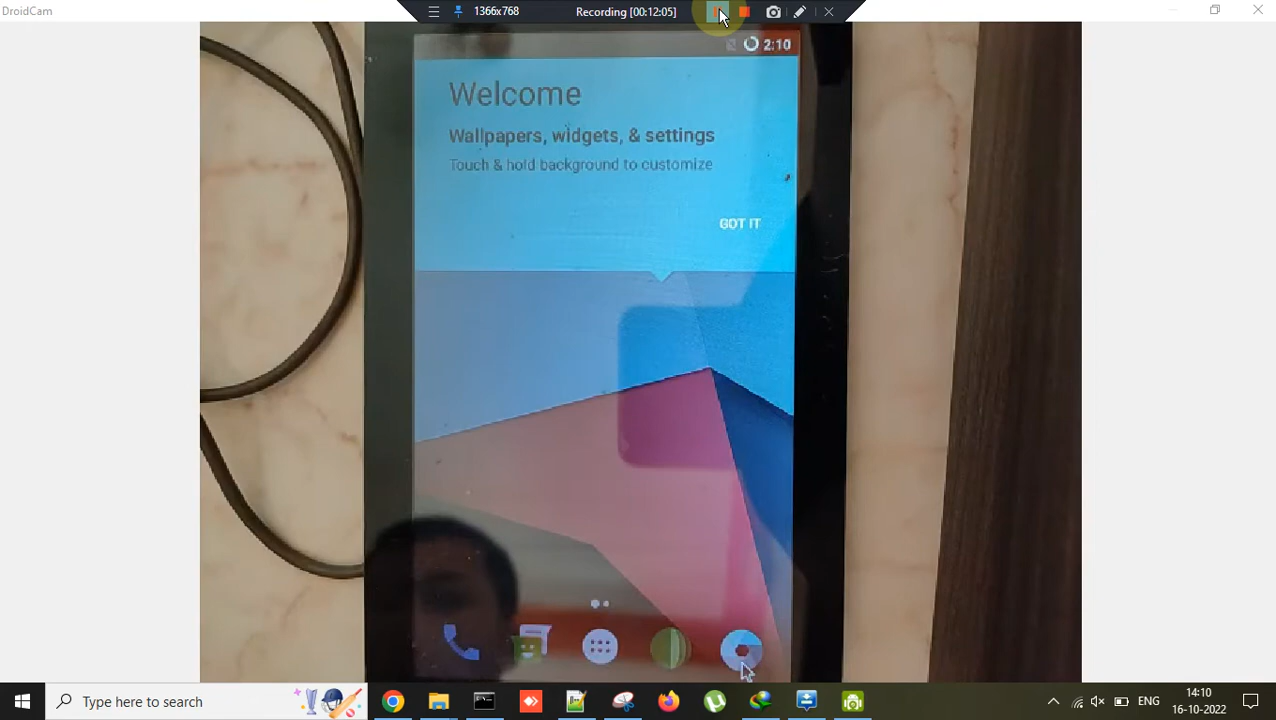 DroidCam
1366x768
Recording [00:12:05]
2:10
Welcome
Wallpapers, widgets, & settings
Touch & hold background to customize
GOT IT
Type here to search
ENG
14:10
16-10-2022